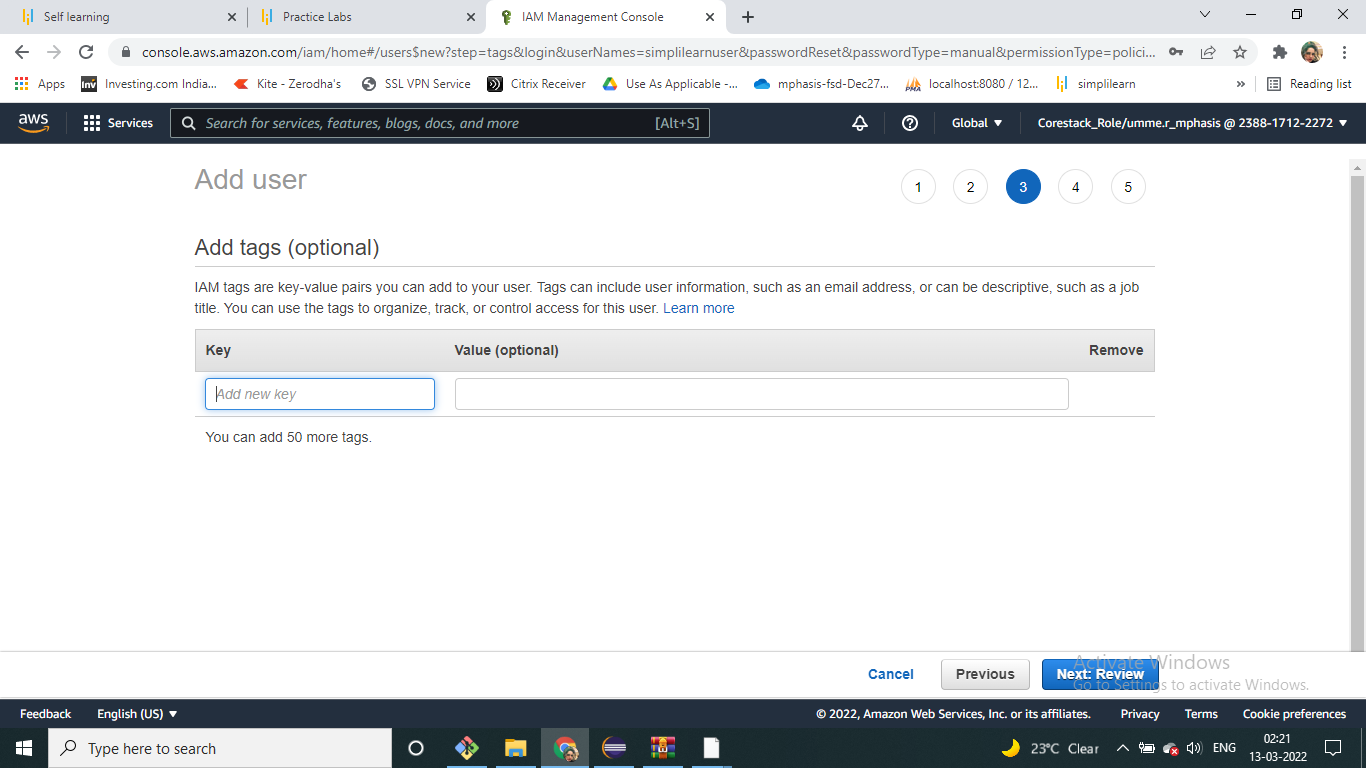 Self learning
Practice Labs
IAM Management Console
console.aws.amazon.com/iam/home#/users$new?step=tags&login&userNames=simplilearnuser&passwordReset&passwordType=manual&permissionType=polici...
Apps
Inv
Investing.com India...
Kite - Zerodha's
SSL VPN Service
Citrix Receiver
Use As Applicable -...
mphasis-fsd-Dec27...
localhost:8080 / 12...
simplilearn
»
Reading list
aws
Services
Search for services, features, blogs, docs, and more
[Alt+S]
Global
Corestack_Role/umme.r_mphasis @ 2388-1712-2272
Add user
1 2 3 4 5
Add tags (optional)
IAM tags are key-value pairs you can add to your user. Tags can include user information, such as an email address, or can be descriptive, such as a job
title. You can use the tags to organize, track, or control access for this user. Learn more
Key
Value (optional)
Remove
Add new key
You can add 50 more tags.
Cancel
Previous
Next: Review
Activate Windows
Go to Settings to activate Windows.
Feedback
English (US)
© 2022, Amazon Web Services, Inc. or its affiliates.
Privacy
Terms
Cookie preferences
Type here to search
23°C Clear
ENG
02:21
13-03-2022